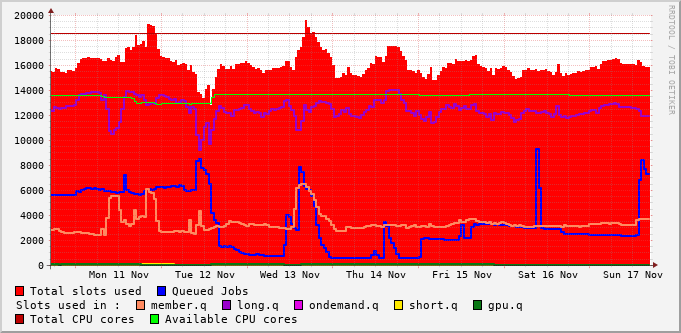 20000
18000
16000
14000
12000
10000
8000
6000
4000
2000
0
Mon 11 Nov Tue 12 Nov Wed 13 Nov Thu 14 Nov Fri 15 Nov Sat 16 Nov Sun 17 Nov
RRDTOOL / TOBI OETIKER
Total slots used Queued Jobs
Slots used in : member.q long.q ondemand.q short.q gpu.q
Total CPU cores Available CPU cores